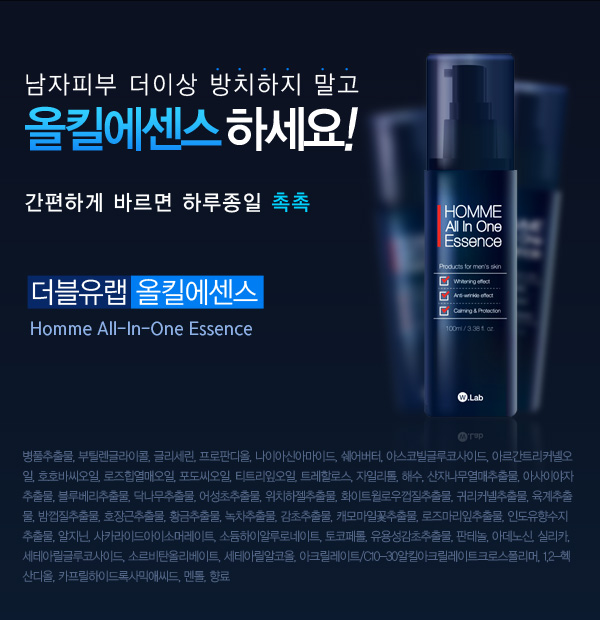 남자피부 더이상 방치하지 말고
올킬에센스 하세요!
간편하게 바르면 하루종일 촉촉
더블유랩 올킬에센스
Homme All-In-One Essence
HOMME
All In One
Essence
Products for men's skin
Whitening effect
Anti-wrinkle effect
Calming & Protection
100ml / 3.38 fl. oz
W.Lab
병풀추출물, 부틸렌글라이콜, 글리세린, 프로판디올, 나이아신아마이드, 쉐어버터, 아스코빌글루코사이드, 아르간트리커넬오
일, 호호바씨오일, 로즈힙열매오일, 포도씨오일, 티트리잎오일, 트레할로스, 자일리톨, 해수, 산자나무열매추출물, 아사이야자
추출물, 블루베리추출물, 닥나무추출물, 어성초추출물, 위치하젤추출물, 화이트윌로우껍질추출물, 귀리커넬추출물, 육계추출
물, 밤껍질추출물, 호장근추출물, 황금추출물, 녹차추출물, 감초추출물, 캐모마일꽃추출물, 로즈마리잎추출물, 인도유향수지
추출물, 알지닌, 사카라이드아이소머레이트, 소듐하이알루로네이트, 토코페롤, 유용성감초추출물, 판테놀, 아데노신, 실리카,
세테아릴글루코사이드, 소르비탄올리베이트, 세테아릴알코올, 아크릴레이트/C10-30알킬아크릴레이트크로스폴리머, 1,2-헥
산디올, 카프릴하이드록사믹애씨드, 멘톨, 향료